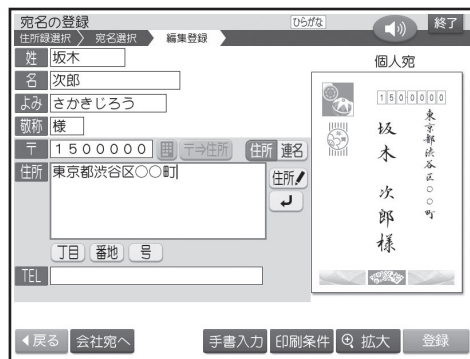 宛名の登録
ひらがな
終了
住所録選択 〉 宛名選択 編集登録
個人宛
姓 坂木
名 次郎
よみ さかきじろう
敬称 様
〒 1500000 〒⇒住所 住所 連名
住所 東京都渋谷区○○町
住所
丁目 番地 号
TEL
1500000
東京都渋谷区○○町
坂木 次郎 様
戻る 会社宛へ 手書入力 印刷条件 拡大 登録